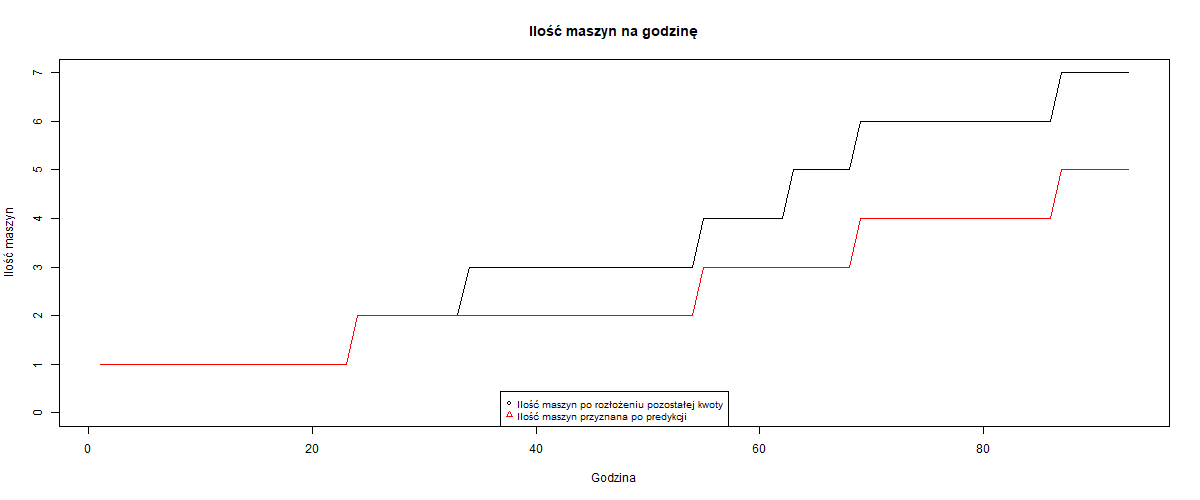 Ilość maszyn na godzinę
Ilość maszyn
7
6
5
4
3
2
1
0
Ilość maszyn po rozłożeniu pozostałej kwoty
Ilość maszyn przyznana po predykcji
0 20 40 60 80
Godzina